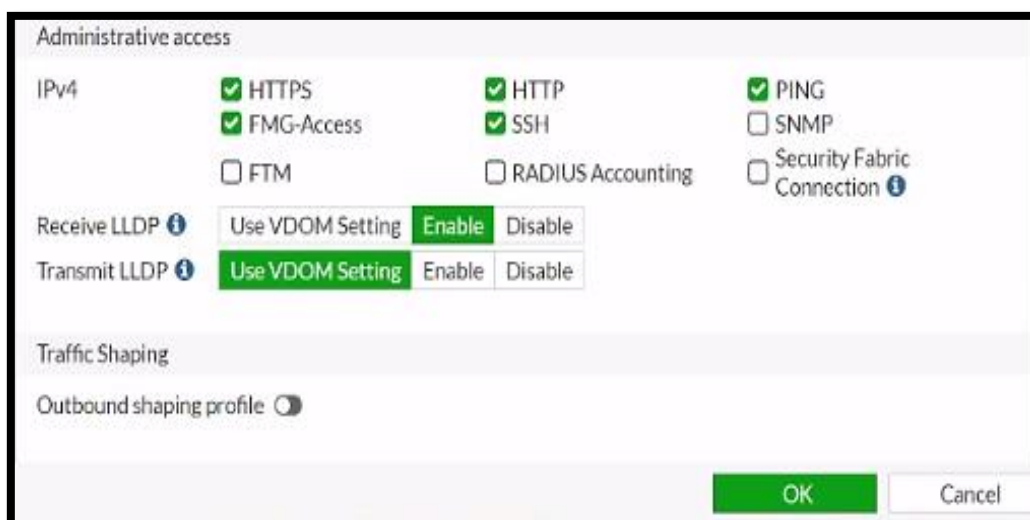 Administrative access
IPv4 HTTPS HTTP PING
FMG-Access SSH SNMP
FTM RADIUS Accounting Security Fabric Connection
Receive LLDP Use VDOM Setting Enable Disable
Transmit LLDP Use VDOM Setting Enable Disable
Traffic Shaping
Outbound shaping profile
OK Cancel